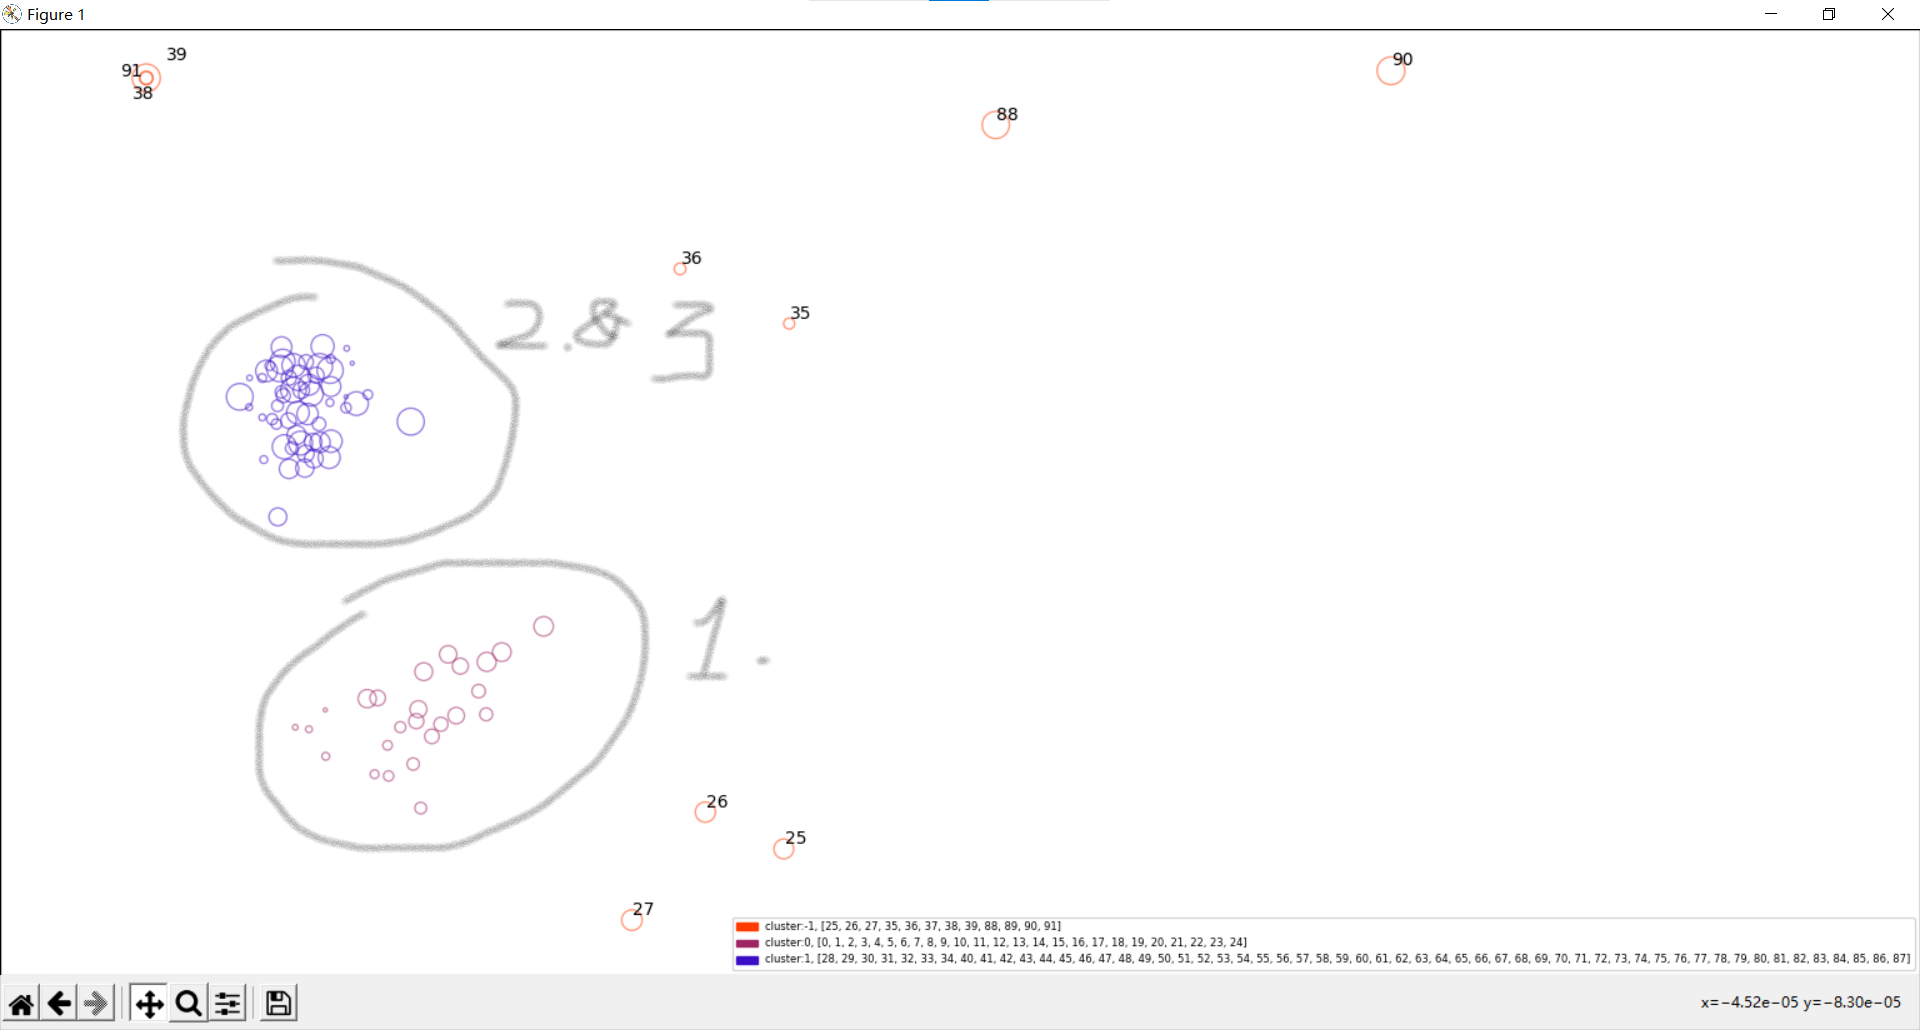 Figure 1
39
91
38
90
88
36
35
2.& 3
1.
26
25
27
cluster:-1, [25, 26, 27, 35, 36, 37, 38, 39, 88, 89, 90, 91]
cluster:0, [0, 1, 2, 3, 4, 5, 6, 7, 8, 9, 10, 11, 12, 13, 14, 15, 16, 17, 18, 19, 20, 21, 22, 23, 24]
cluster:1, [28, 29, 30, 31, 32, 33, 34, 40, 41, 42, 43, 44, 45, 46, 47, 48, 49, 50, 51, 52, 53, 54, 55, 56, 57, 58, 59, 60, 61, 62, 63, 64, 65, 66, 67, 68, 69, 70, 71, 72, 73, 74, 75, 76, 77, 78, 79, 80, 81, 82, 83, 84, 85, 86, 87]
x=−4.52e−05 y=−8.30e−05